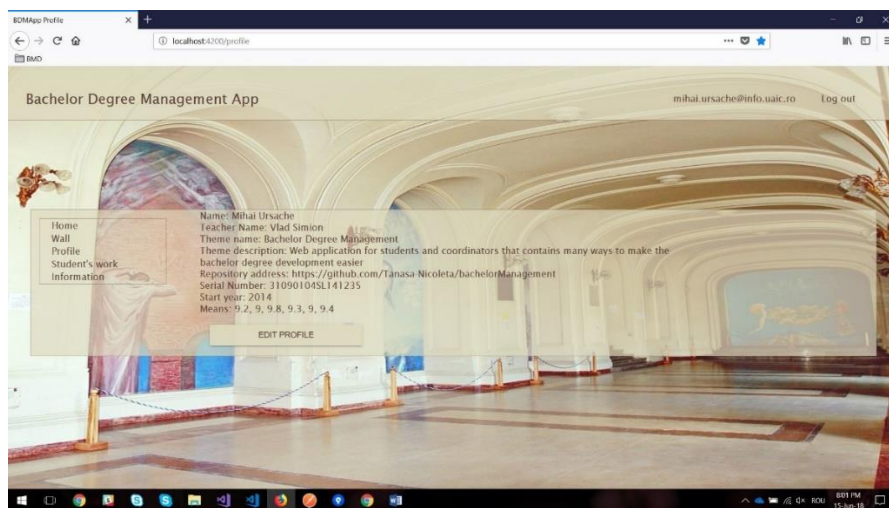 BDMApp Profile
localhost:4200/profile
BMD
Bachelor Degree Management App
mihai.ursache@info.uaic.ro
Log out
Home
Wall
Profile
Student's work
Information
Name: Mihai Ursache
Teacher Name: Vlad Simion
Theme name: Bachelor Degree Management
Theme description: Web application for students and coordinators that contains many ways to make the
bachelor degree development easier
Repository address: https://github.com/Tanasa-Nicoleta/bachelorManagement
Serial Number: 31090104SL141235
Start year: 2014
Means: 9.2, 9, 9.8, 9.3, 9, 9.4
EDIT PROFILE
ROU
8:01 PM
15-Jun-18